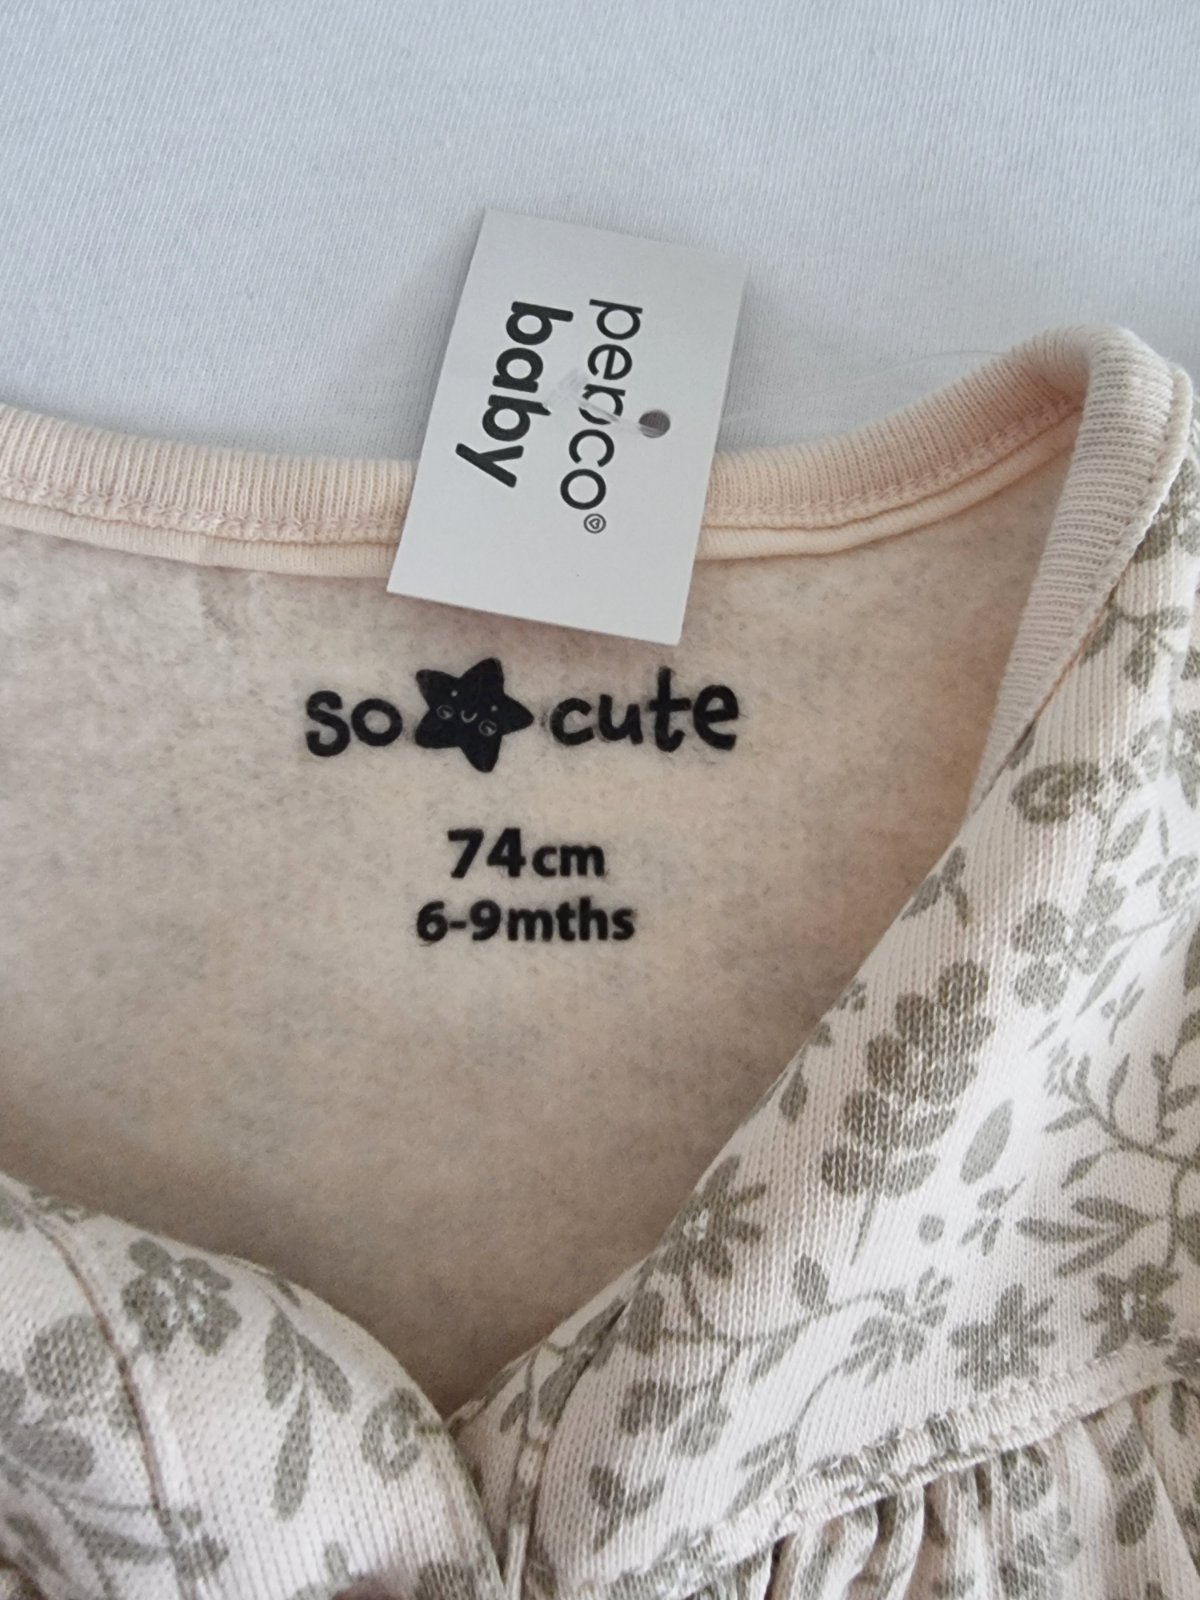 pepco®
baby
so cute
74cm
6-9mths